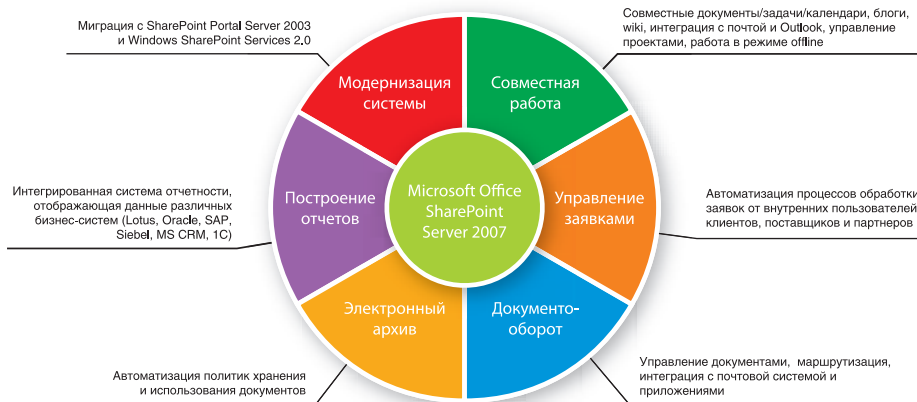 Миграция с SharePoint Portal Server 2003
и Windows SharePoint Services 2.0
Совместные документы/задачи/календари, блоги,
wiki, интеграция с почтой и Outlook, управление
проектами, работа в режиме offline
Модернизация
системы
Совместная
работа
Интегрированная система отчетности,
отображающая данные различных
бизнес-систем (Lotus, Oracle, SAP,
Siebel, MS CRM, 1С)
Построение
отчетов
Microsoft Office
SharePoint
Server 2007
Управление
заявками
Автоматизация процессов обработки
заявок от внутренних пользователей
клиентов, поставщиков и партнеров
Электронный
архив
Документо-
оборот
Автоматизация политик хранения
и использования документов
Управление документами, маршрутизация,
интеграция с почтовой системой и
приложениями